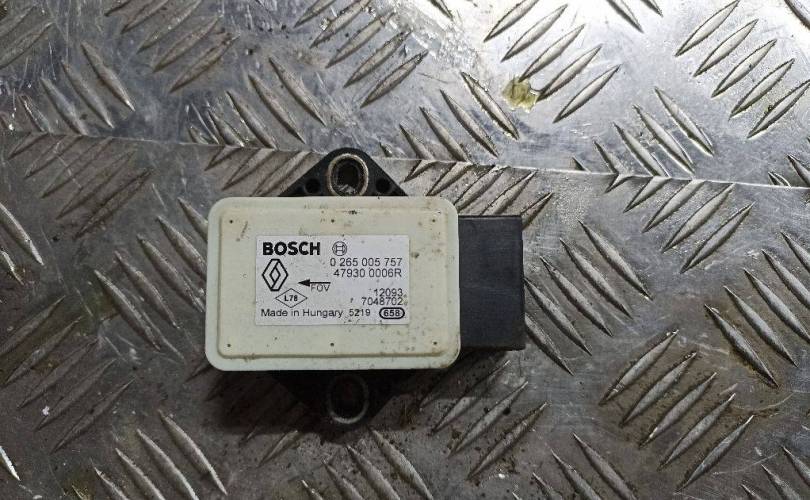 BOSCH
0 265 005 757
47930 0006R
FOV
L78
12093
7048702
Made in Hungary 5219 658